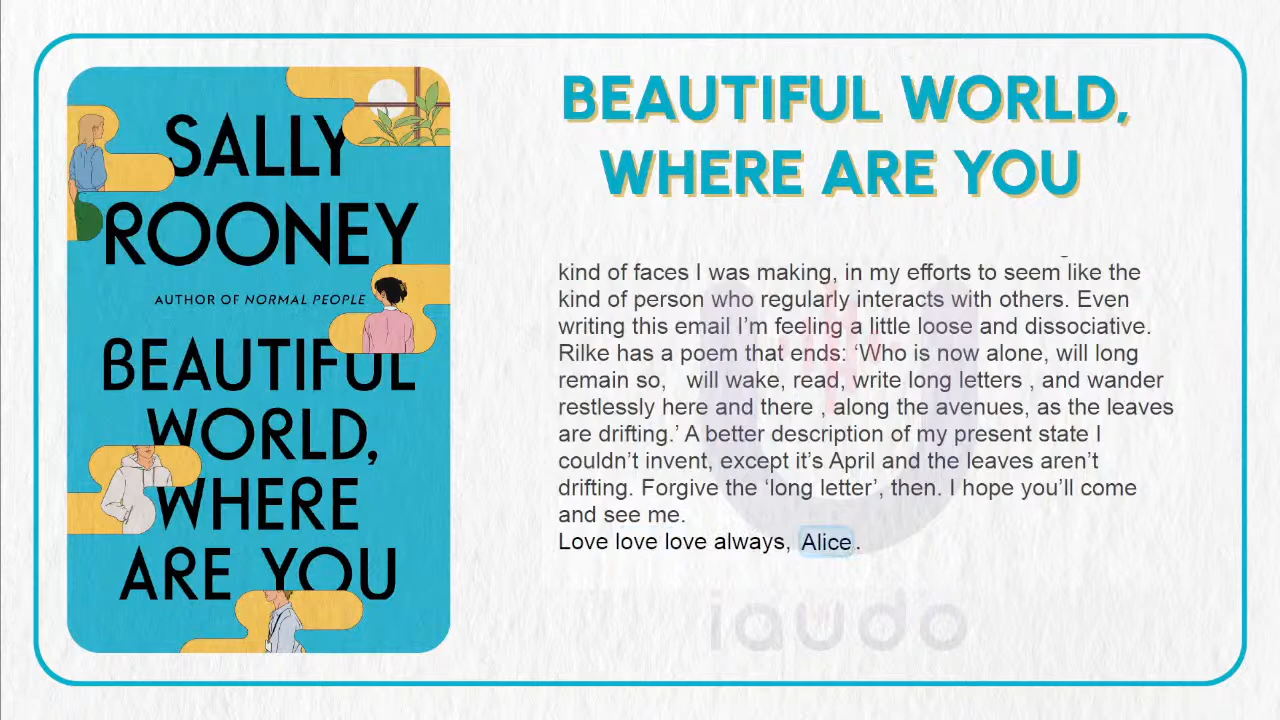 SALLY
ROONEY
AUTHOR OF NORMAL PEOPLE
BEAUTIFUL
WORLD,
WHERE
ARE YOU
BEAUTIFUL WORLD,
WHERE ARE YOU
kind of faces I was making, in my efforts to seem like the
kind of person who regularly interacts with others. Even
writing this email I’m feeling a little loose and dissociative.
Rilke has a poem that ends: ‘Who is now alone, will long
remain so,   will wake, read, write long letters , and wander
restlessly here and there , along the avenues, as the leaves
are drifting.’ A better description of my present state I
couldn’t invent, except it’s April and the leaves aren’t
drifting. Forgive the ‘long letter’, then. I hope you’ll come
and see me.
Love love love always, Alice.
iaudo